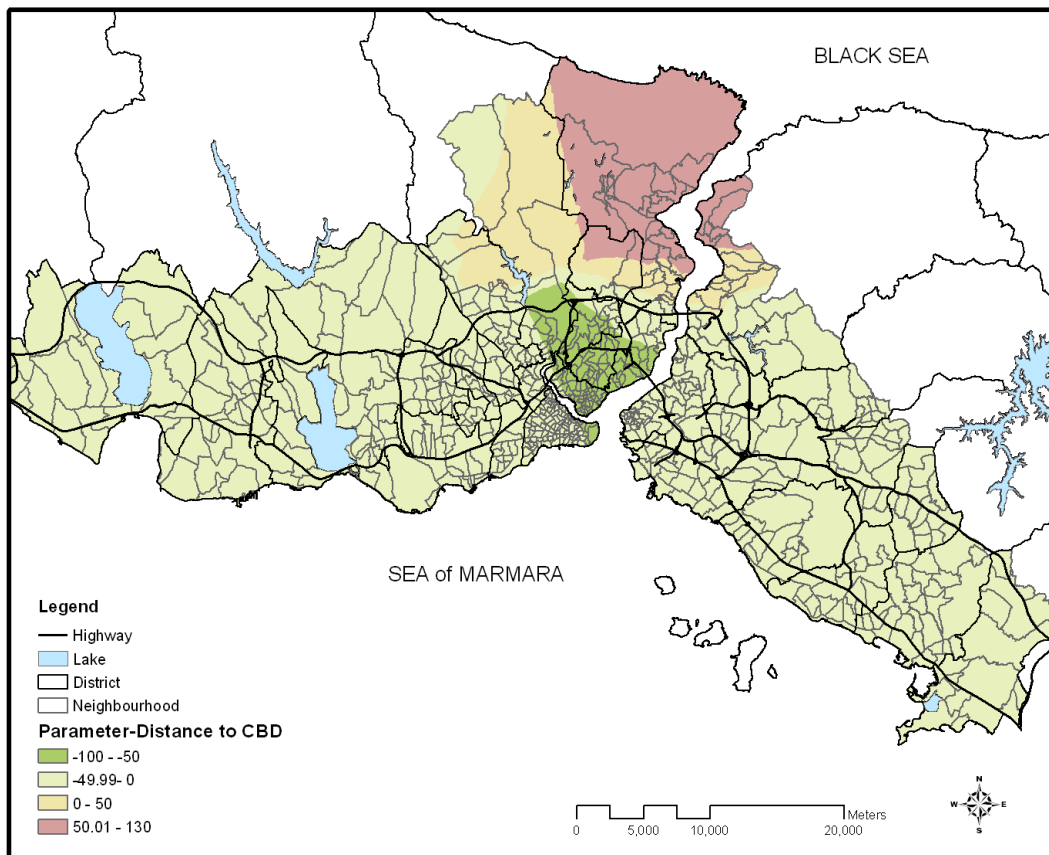 BLACK SEA
SEA of MARMARA
Legend
Highway
Lake
District
Neighbourhood
Parameter-Distance to CBD
-100 - -50
-49.99- 0
0 - 50
50.01 - 130
N
W E
S
Meters
0 5,000 10,000 20,000